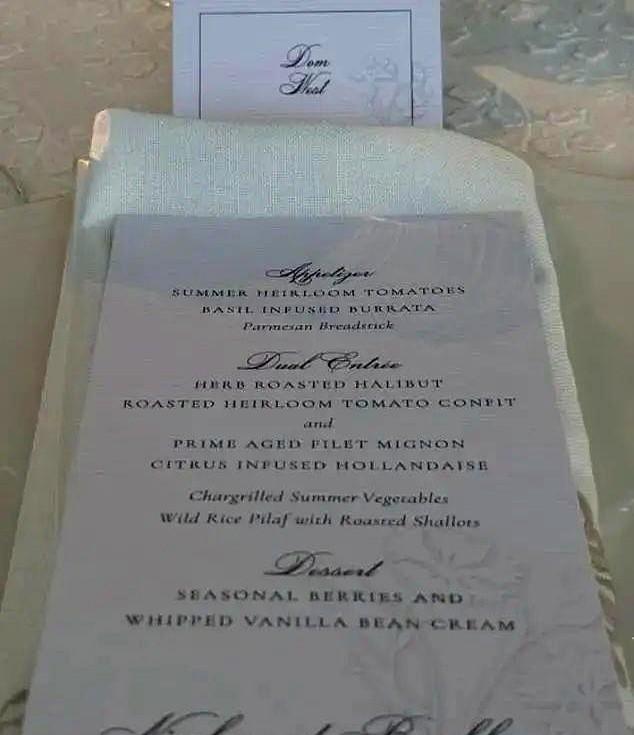 Dom
West
Appetizer
SUMMER HEIRLOOM TOMATOES
BASIL INFUSED BURRATA
Parmesan Breadstick
Dual Entrée
HERB ROASTED HALIBUT
ROASTED HEIRLOOM TOMATO CONFIT
and
PRIME AGED FILET MIGNON
CITRUS INFUSED HOLLANDAISE
Chargrilled Summer Vegetables
Wild Rice Pilaf with Roasted Shallots
Dessert
SEASONAL BERRIES AND
WHIPPED VANILLA BEAN CREAM